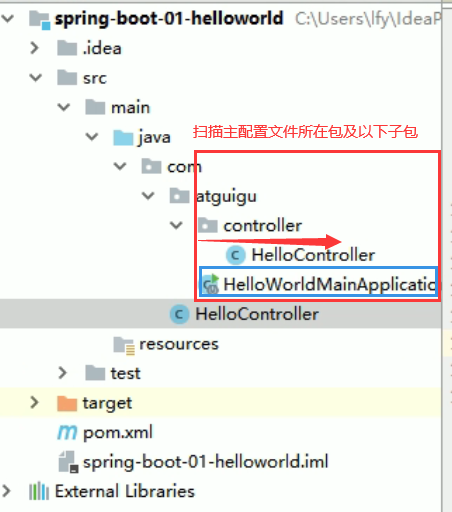 spring-boot-01-helloworld C:\Users\lfy\IdeaP
.idea
src
main
java
扫描主配置文件所在包及以下子包
com
atguigu
controller
HelloController
HelloWorldMainApplicatio
HelloController
resources
test
target
pom.xml
spring-boot-01-helloworld.iml
External Libraries